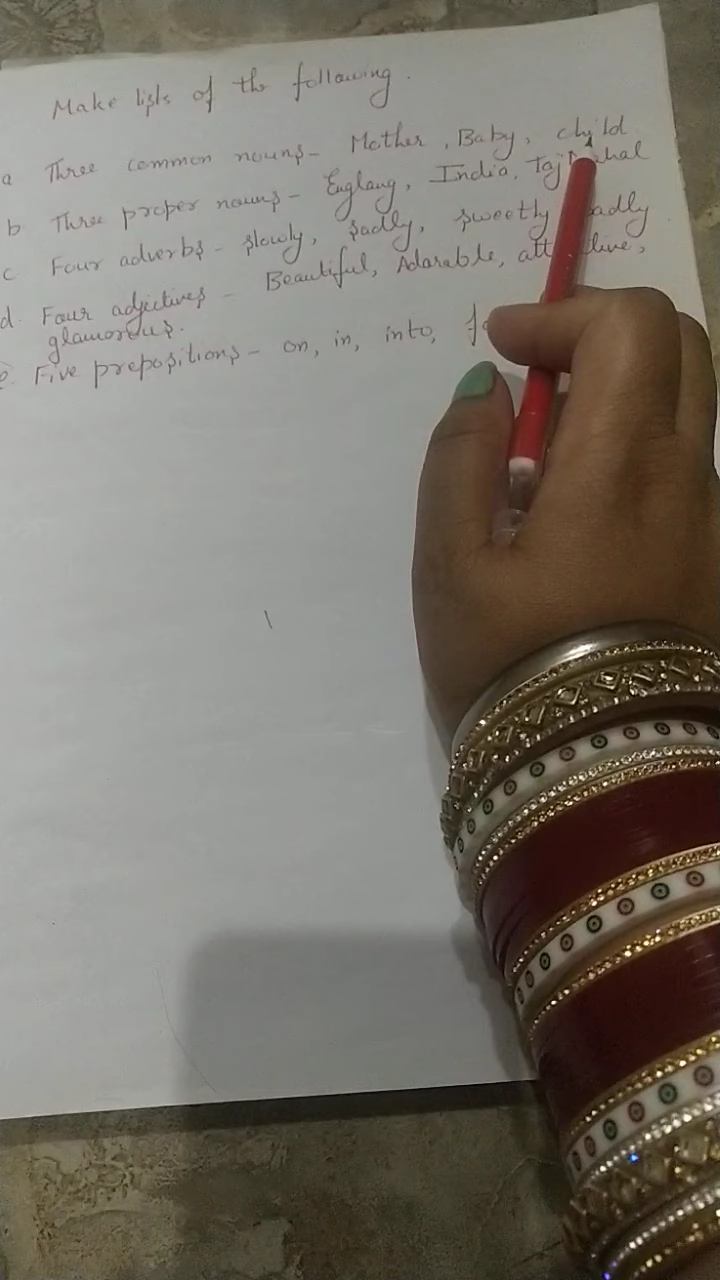 Make lists of the following.
a Three common nouns - Mother, Baby, child
b Three proper nouns - Englang, India, Taj
c Four adverbs - slowly, sadly, sweetly
d. Four adjectives - Beautiful, Adarable,
glamorous.
e. Five prepositions - on, in, into,